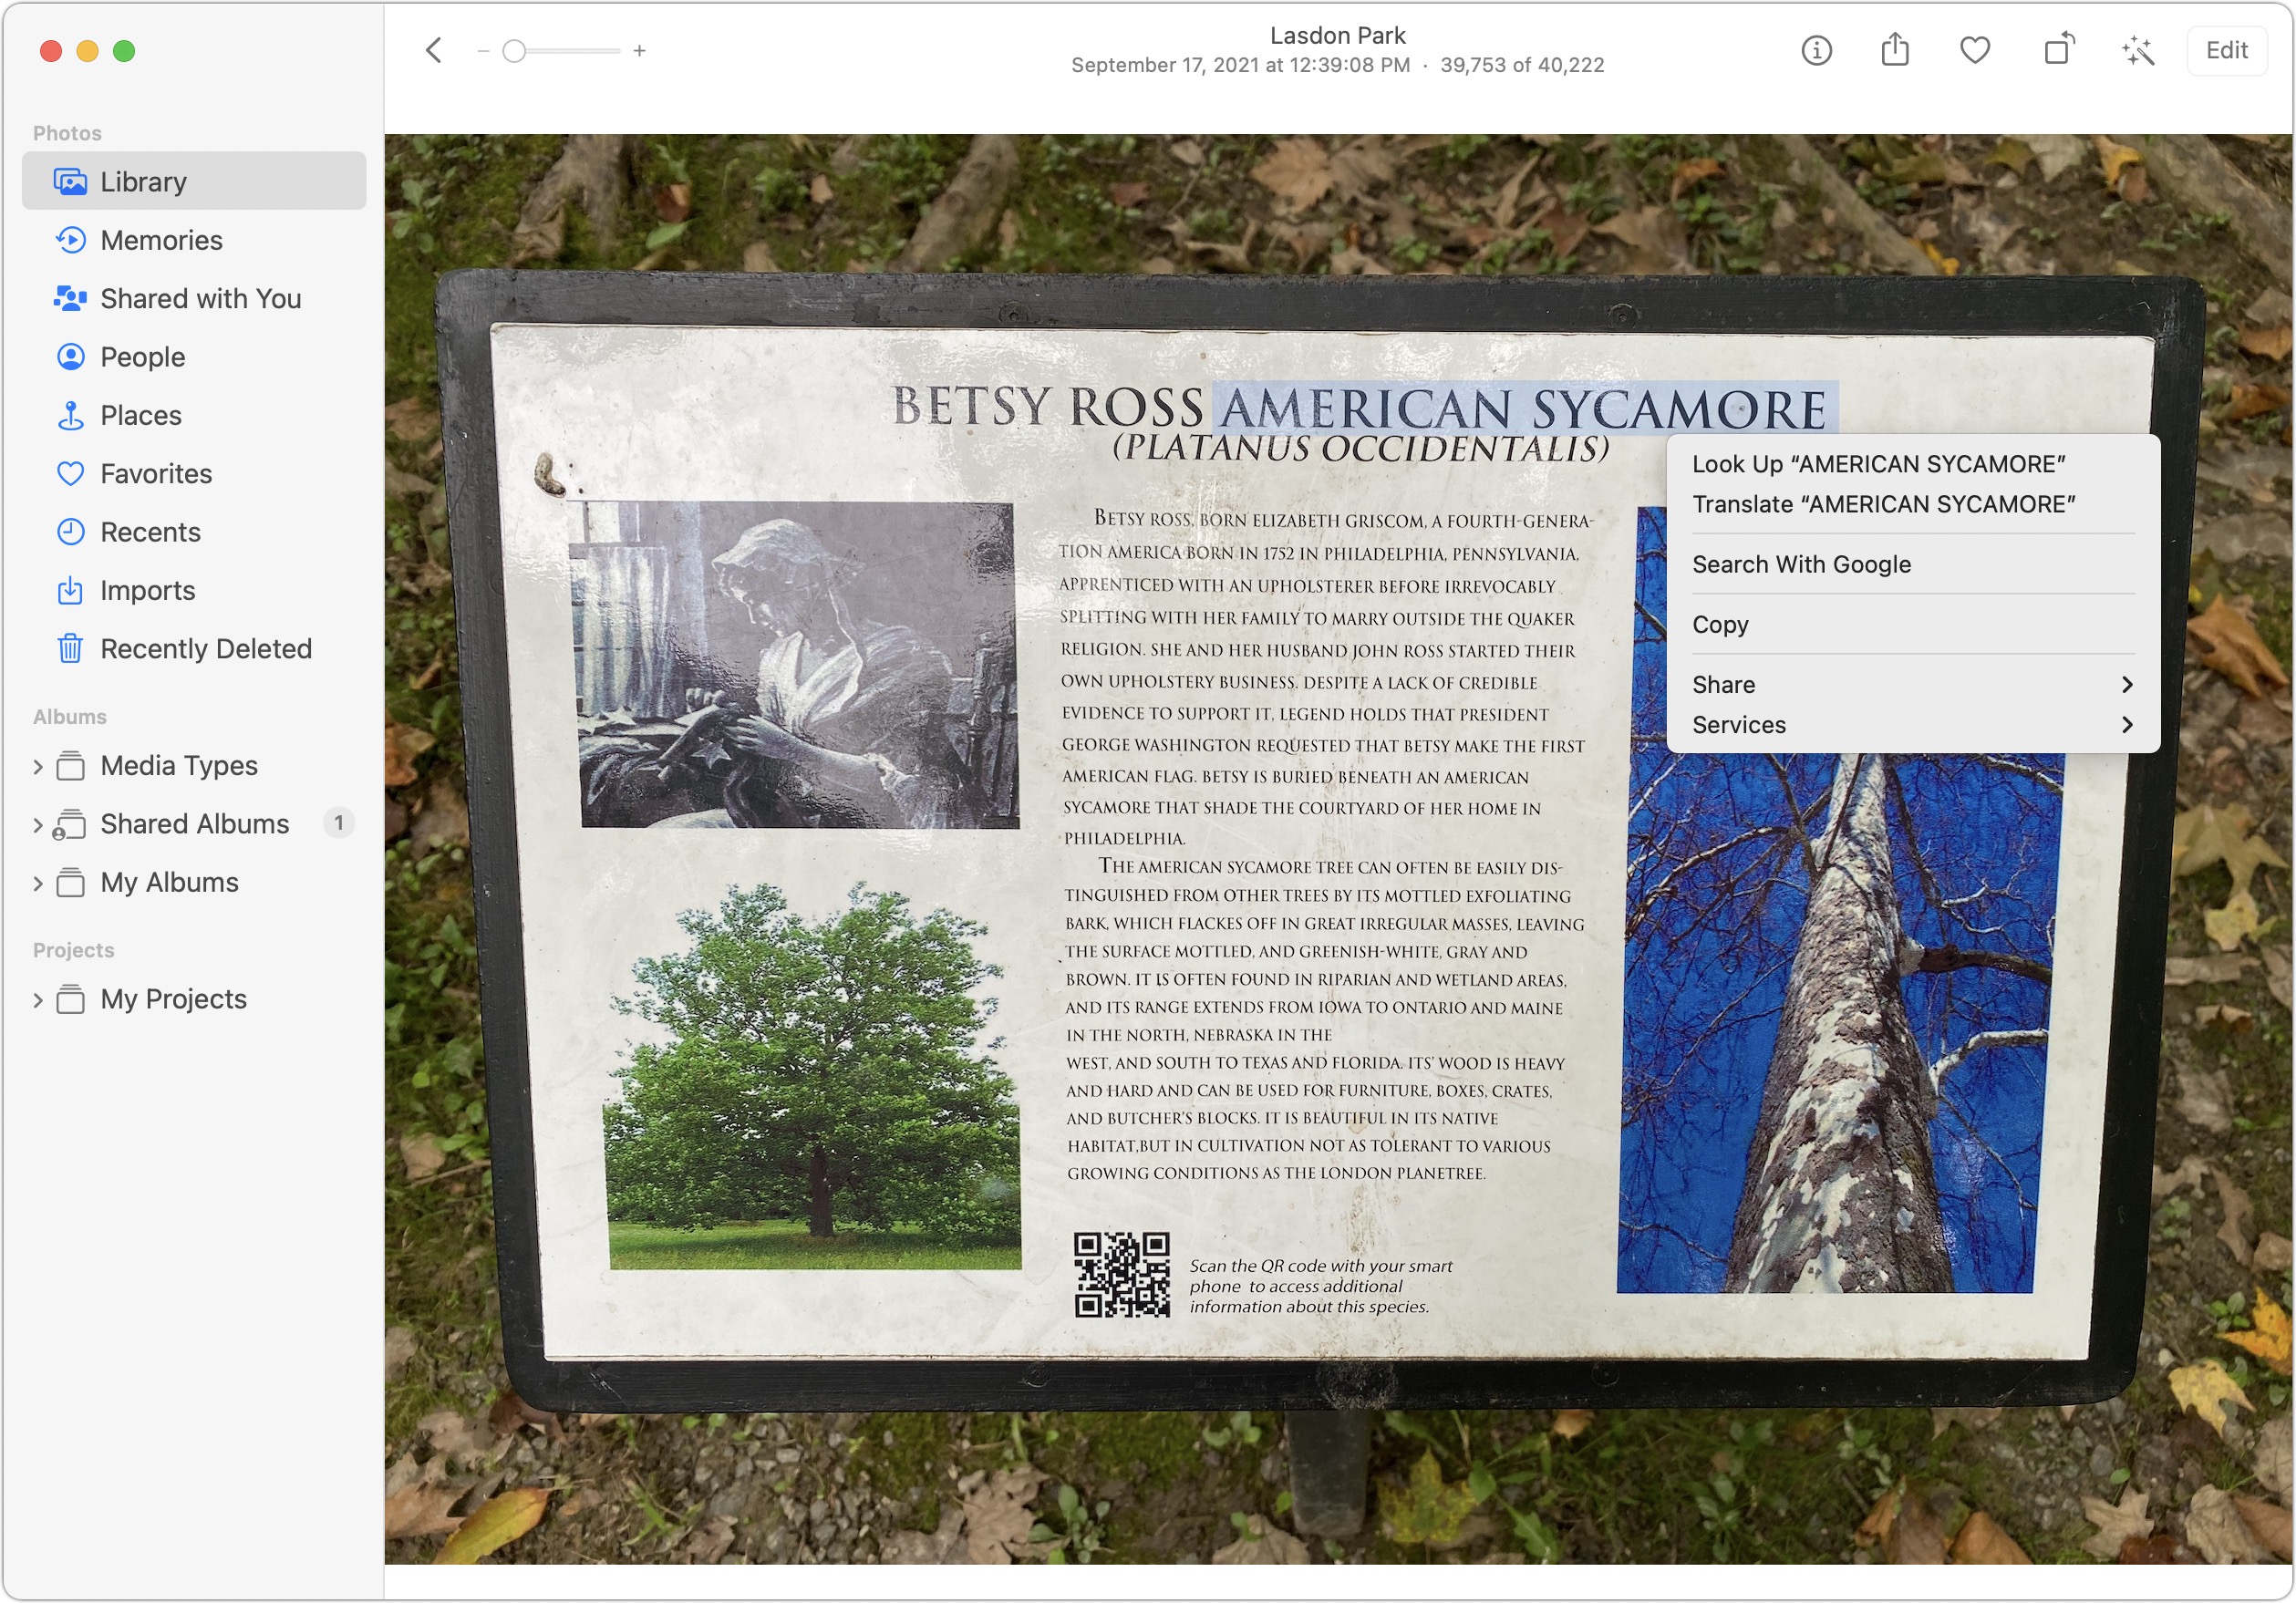 Lasdon Park
September 17, 2021 at 12:39:08 PM · 39,753 of 40,222
Edit
Photos
Library
Memories
Shared with You
People
Places
Favorites
Recents
Imports
Recently Deleted
Albums
Media Types
Shared Albums 1
My Albums
Projects
My Projects
BETSY ROSS AMERICAN SYCAMORE
(PLATANUS OCCIDENTALIS)
BETSY ROSS, BORN ELIZABETH GRISCOM, A FOURTH-GENERA-
TION AMERICA BORN IN 1752 IN PHILADELPHIA, PENNSYLVANIA,
APPRENTICED WITH AN UPHOLSTERER BEFORE IRREVOCABLY
SPLITTING WITH HER FAMILY TO MARRY OUTSIDE THE QUAKER
RELIGION. SHE AND HER HUSBAND JOHN ROSS STARTED THEIR
OWN UPHOLSTERY BUSINESS. DESPITE A LACK OF CREDIBLE
EVIDENCE TO SUPPORT IT, LEGEND HOLDS THAT PRESIDENT
GEORGE WASHINGTON REQUESTED THAT BETSY MAKE THE FIRST
AMERICAN FLAG. BETSY IS BURIED BENEATH AN AMERICAN
SYCAMORE THAT SHADE THE COURTYARD OF HER HOME IN
PHILADELPHIA.
THE AMERICAN SYCAMORE TREE CAN OFTEN BE EASILY DIS-
TINGUISHED FROM OTHER TREES BY ITS MOTTLED EXFOLIATING
BARK, WHICH FLACKES OFF IN GREAT IRREGULAR MASSES, LEAVING
THE SURFACE MOTTLED, AND GREENISH-WHITE, GRAY AND
BROWN. IT IS OFTEN FOUND IN RIPARIAN AND WETLAND AREAS,
AND ITS RANGE EXTENDS FROM IOWA TO ONTARIO AND MAINE
IN THE NORTH, NEBRASKA IN THE
WEST, AND SOUTH TO TEXAS AND FLORIDA. ITS' WOOD IS HEAVY
AND HARD AND CAN BE USED FOR FURNITURE, BOXES, CRATES,
AND BUTCHER'S BLOCKS. IT IS BEAUTIFUL IN ITS NATIVE
HABITAT,BUT IN CULTIVATION NOT AS TOLERANT TO VARIOUS
GROWING CONDITIONS AS THE LONDON PLANETREE.
Scan the QR code with your smart
phone to access additional
information about this species.
Look Up “AMERICAN SYCAMORE”
Translate “AMERICAN SYCAMORE”
Search With Google
Copy
Share
Services